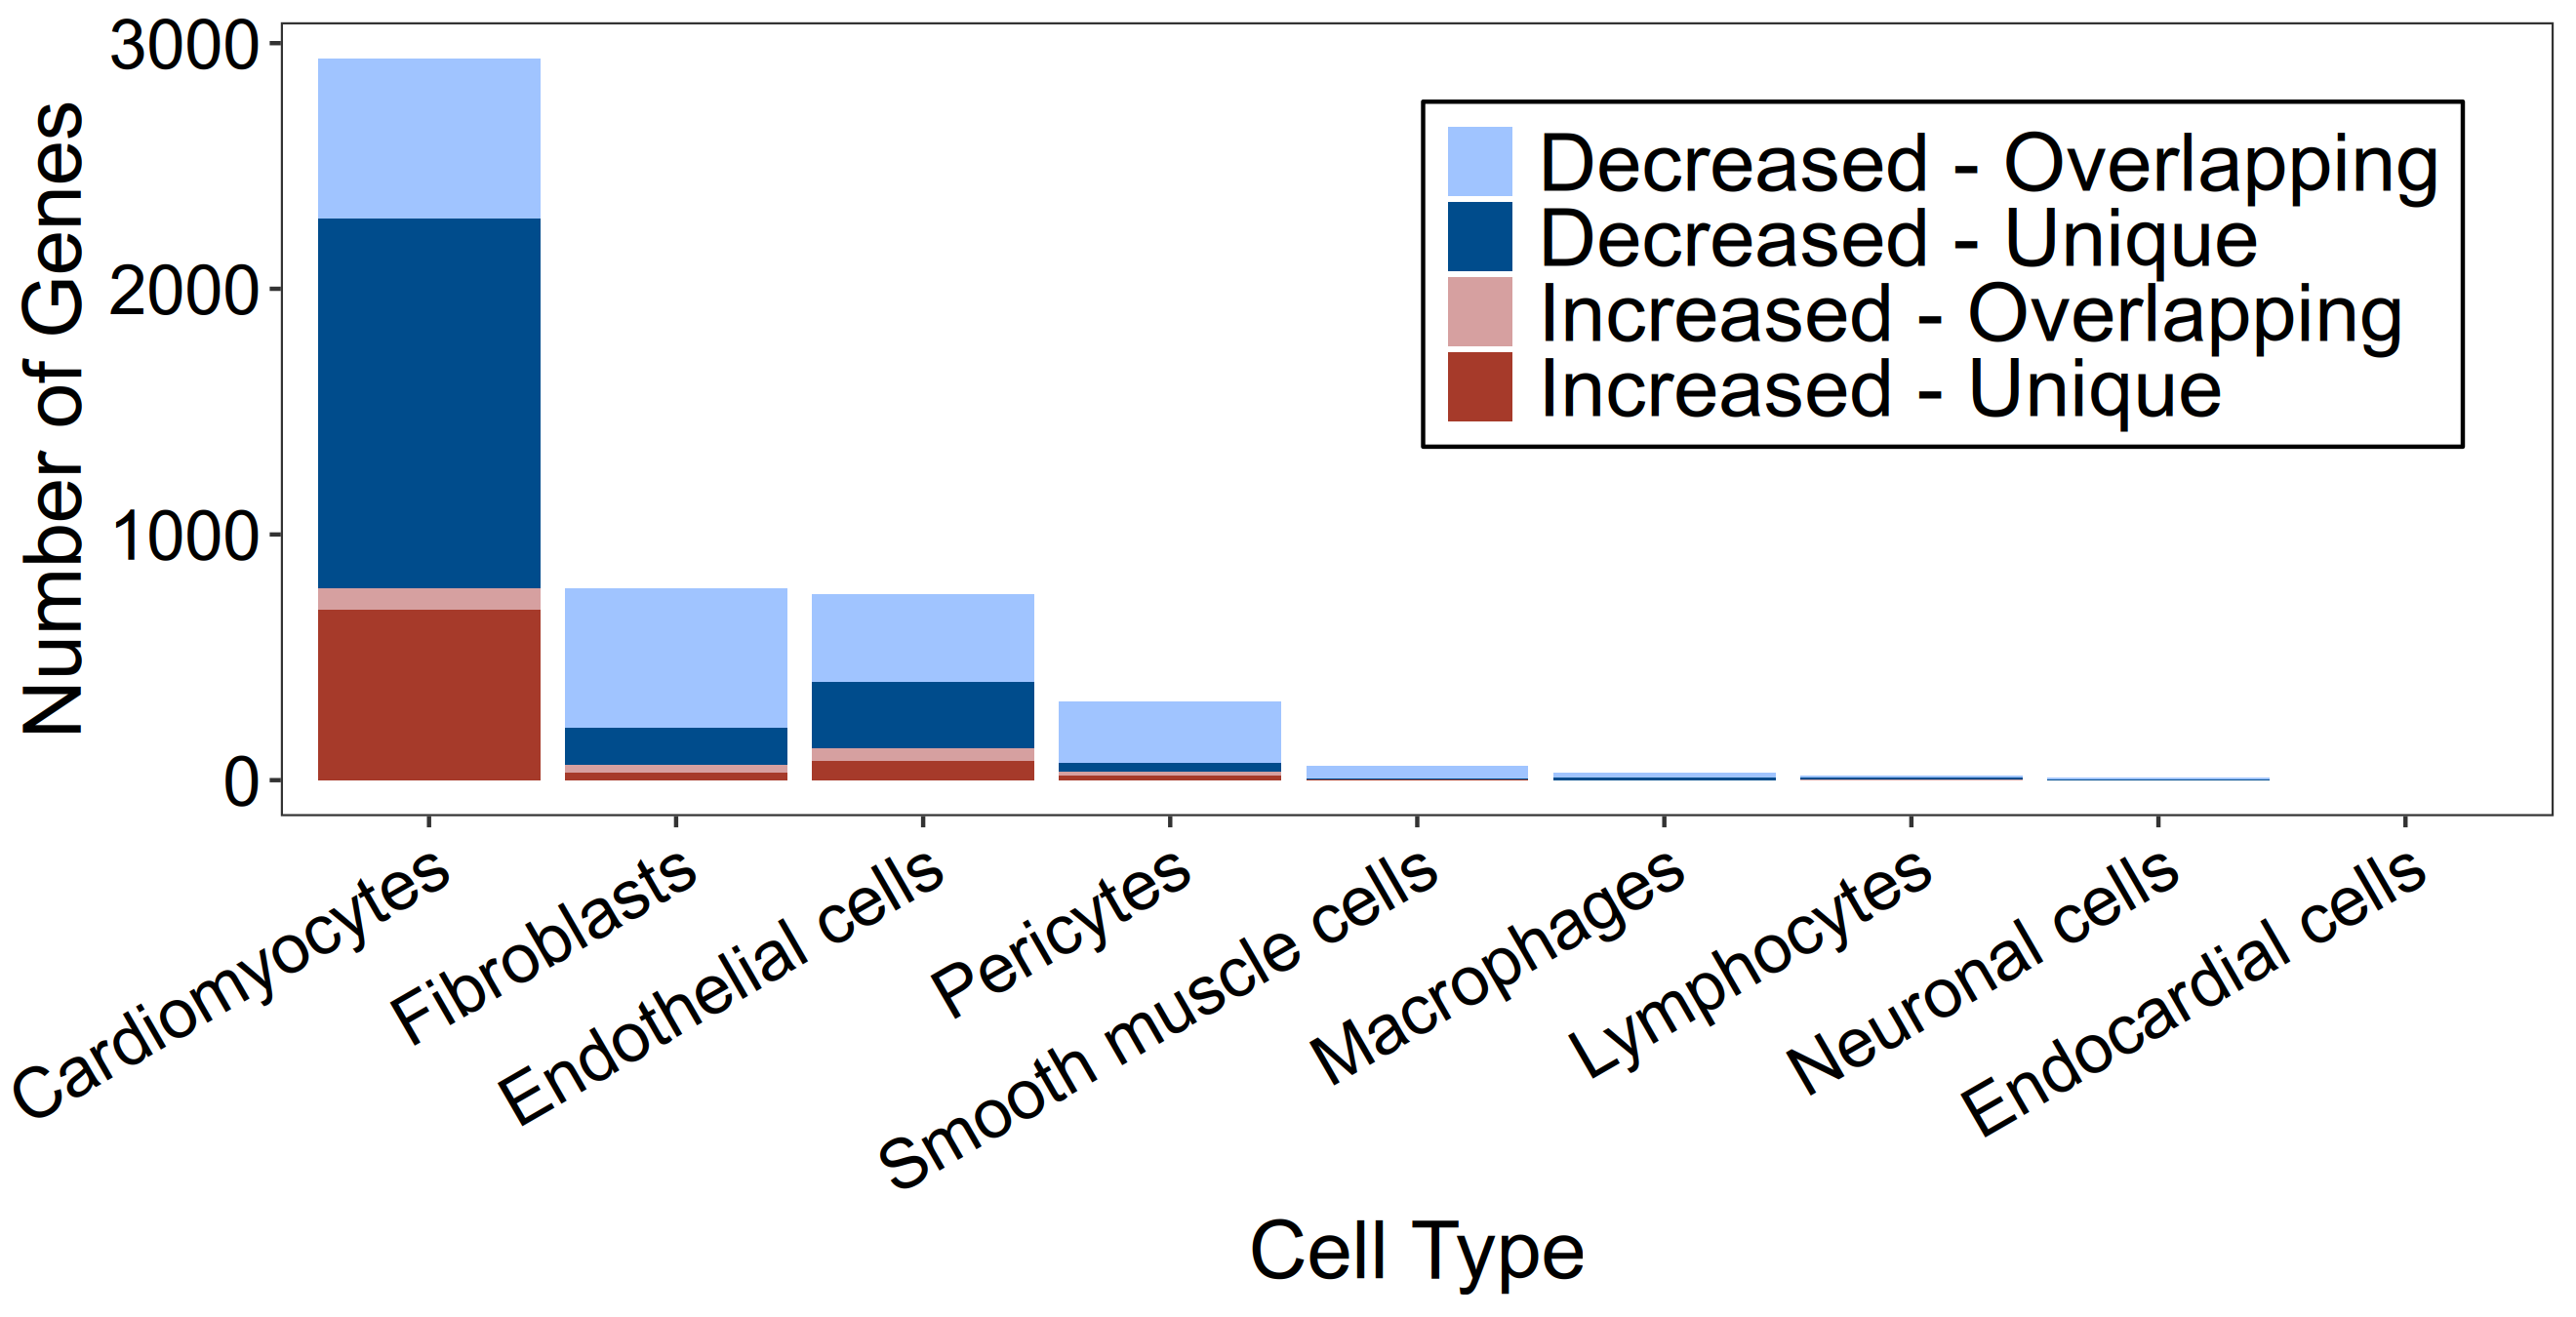 Number of Genes
3000
2000
1000
0
Decreased - Overlapping
Decreased - Unique
Increased - Overlapping
Increased - Unique
Cardiomyocytes
Fibroblasts
Endothelial cells
Pericytes
Smooth muscle cells
Macrophages
Lymphocytes
Neuronal cells
Endocardial cells
Cell Type